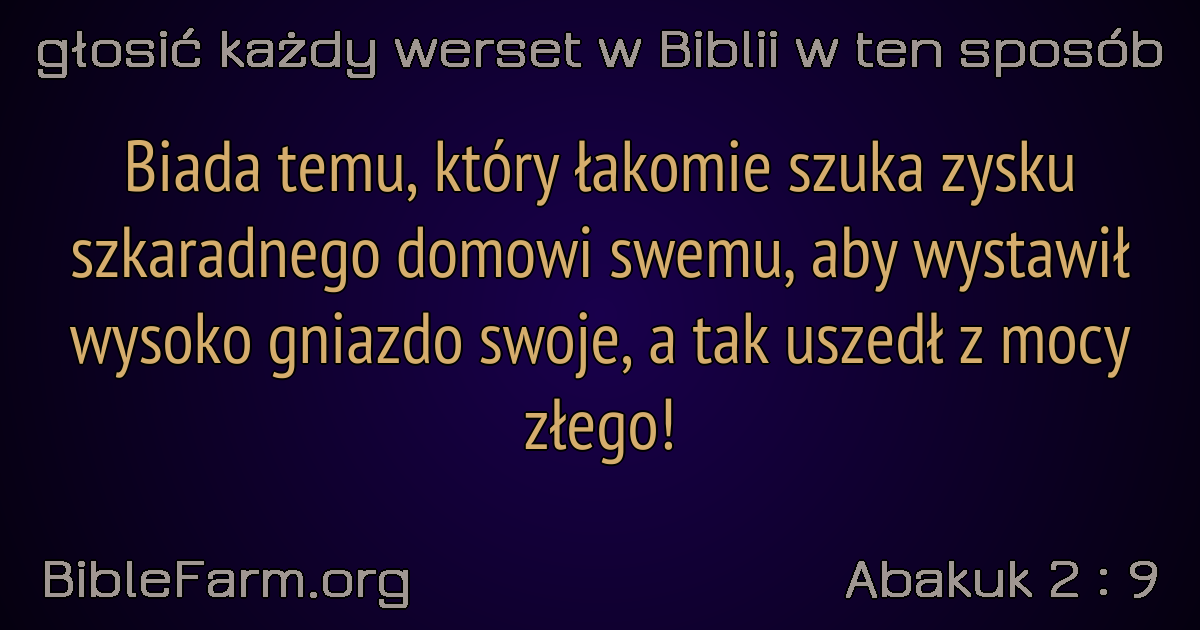 głosić każdy werset w Biblii w ten sposób
Biada temu, który łakomie szuka zysku
szkaradnego domowi swemu, aby wystawił
wysoko gniazdo swoje, a tak uszedł z mocy
złego!
BibleFarm.org
Abakuk 2 : 9